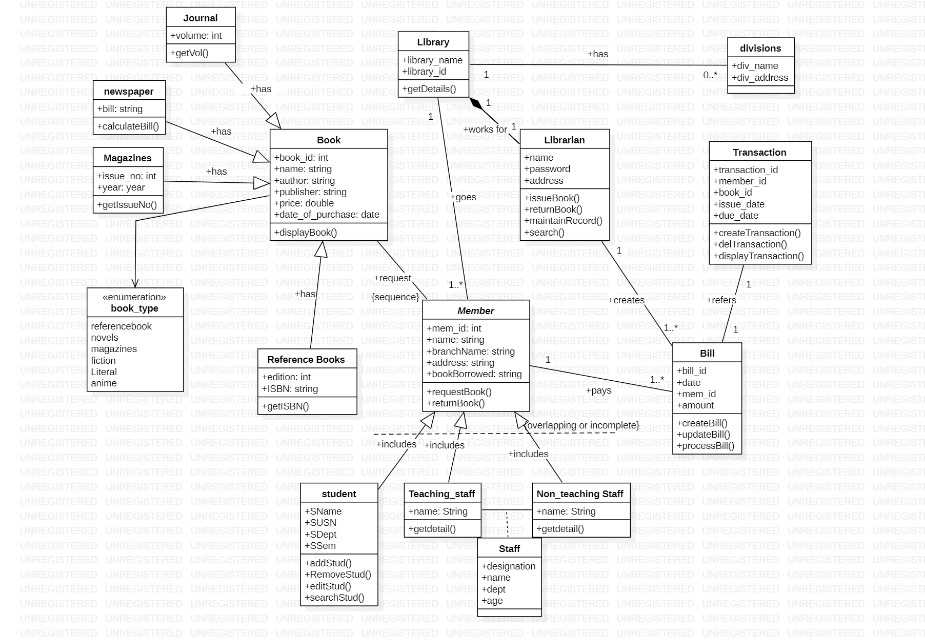 Journal
+volume: int
+getVol()
newspaper
+bill: string
+calculateBill()
Magazines
+issue_no: int
+year: year
+getIssueNo()
+has
+has
+has
Book
+book_id: int
+name: string
+author: string
+publisher: string
+price: double
+date_of_purchase: date
+displayBook()
«enumeration»
book_type
referencebook
novels
magazines
fiction
Literal
anime
+has
Reference Books
+edition: int
+ISBN: string
+getISBN()
+request
{sequence}
Library
+library_name
+library_id
+getDetails()
1
+has
0..*
divisions
+div_name
+div_address
1
+works for
1
1
+goes
1..*
Librarian
+name
+password
+address
+issueBook()
+returnBook()
+maintainRecord()
+search()
Transaction
+transaction_id
+member_id
+book_id
+issue_date
+due_date
+createTransaction()
+delTransaction()
+displayTransaction()
1
+creates
1..*
1
+refers
1
Member
+mem_id: int
+name: string
+branchName: string
+address: string
+bookBorrowed: string
+requestBook()
+returnBook()
1
+pays
1..*
Bill
+bill_id
+date
+mem_id
+amount
+createBill()
+updateBill()
+processBill()
{overlapping or incomplete}
+includes
+includes
+includes
student
+SName
+SUSN
+SDept
+SSem
+addStud()
+RemoveStud()
+editStud()
+searchStud()
Teaching_staff
+name: String
+getdetail()
Non_teaching Staff
+name: String
+getdetail()
Staff
+designation
+name
+dept
+age